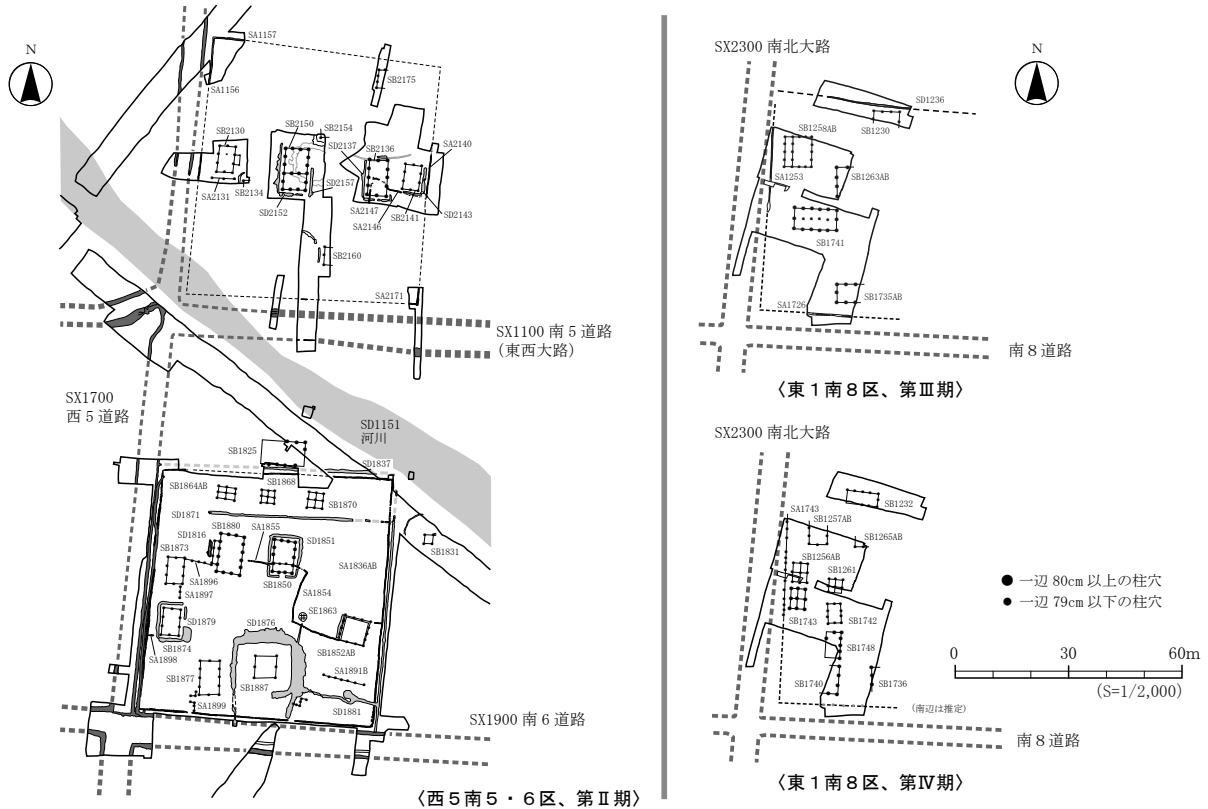 N
SA1157
SB2175
SA1156
SB2130
SB2150
SB2154
SD2137
SB2136
SA2140
SB2134
SA2131
SD2157
SD2152
SA2147
SA2146
SB2141
SD2143
SB2160
SA2171
SX1100 南5道路
(東西大路)
SX1700
西5道路
SD1151
河川
SB1825
SD1837
SB1864AB
SB1868
SB1870
SD1871
SB1880
SA1855
SD1816
SD1851
SB1873
SB1831
SA1836AB
SA1896
SB1850
SA1854
SA1897
SE1863
SD1879
SD1876
SB1874
SA1898
SB1852AB
SB1877
SB1887
SA1891B
SA1899
SD1881
SX1900 南6道路
〈西5南5・6区、第Ⅱ期〉
SX2300 南北大路
N
SD1236
SB1230
SB1258AB
SA1253
SB1263AB
SB1741
SB1735AB
SA1726
南8道路
〈東1南8区、第Ⅲ期〉
SX2300 南北大路
SB1232
SA1743
SB1257AB
SB1265AB
SB1256AB
SB1261
SB1743
SB1742
SB1748
SB1740
SB1736
(南辺は推定)
南8道路
〈東1南8区、第Ⅳ期〉
● 一辺 80cm 以上の柱穴
● 一辺 79cm 以下の柱穴
0 30 60m
(S=1/2,000)